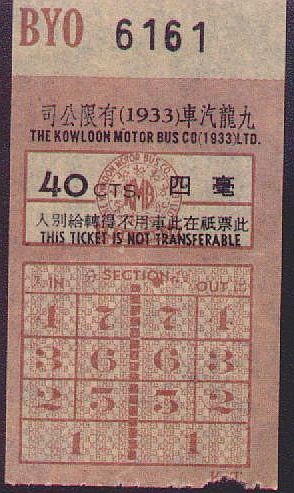 BYO 6161
司公限有(1933)車汽龍九
THE KOWLOON MOTOR BUS CO(1933)LTD.
40 CTS. 四 毫
人別給轉得不用車此在祇票此
THIS TICKET IS NOT TRANSFERABLE
IN SECTION OUT
4 7 7 4
3 6 6 3
2 5 5 2
1 1